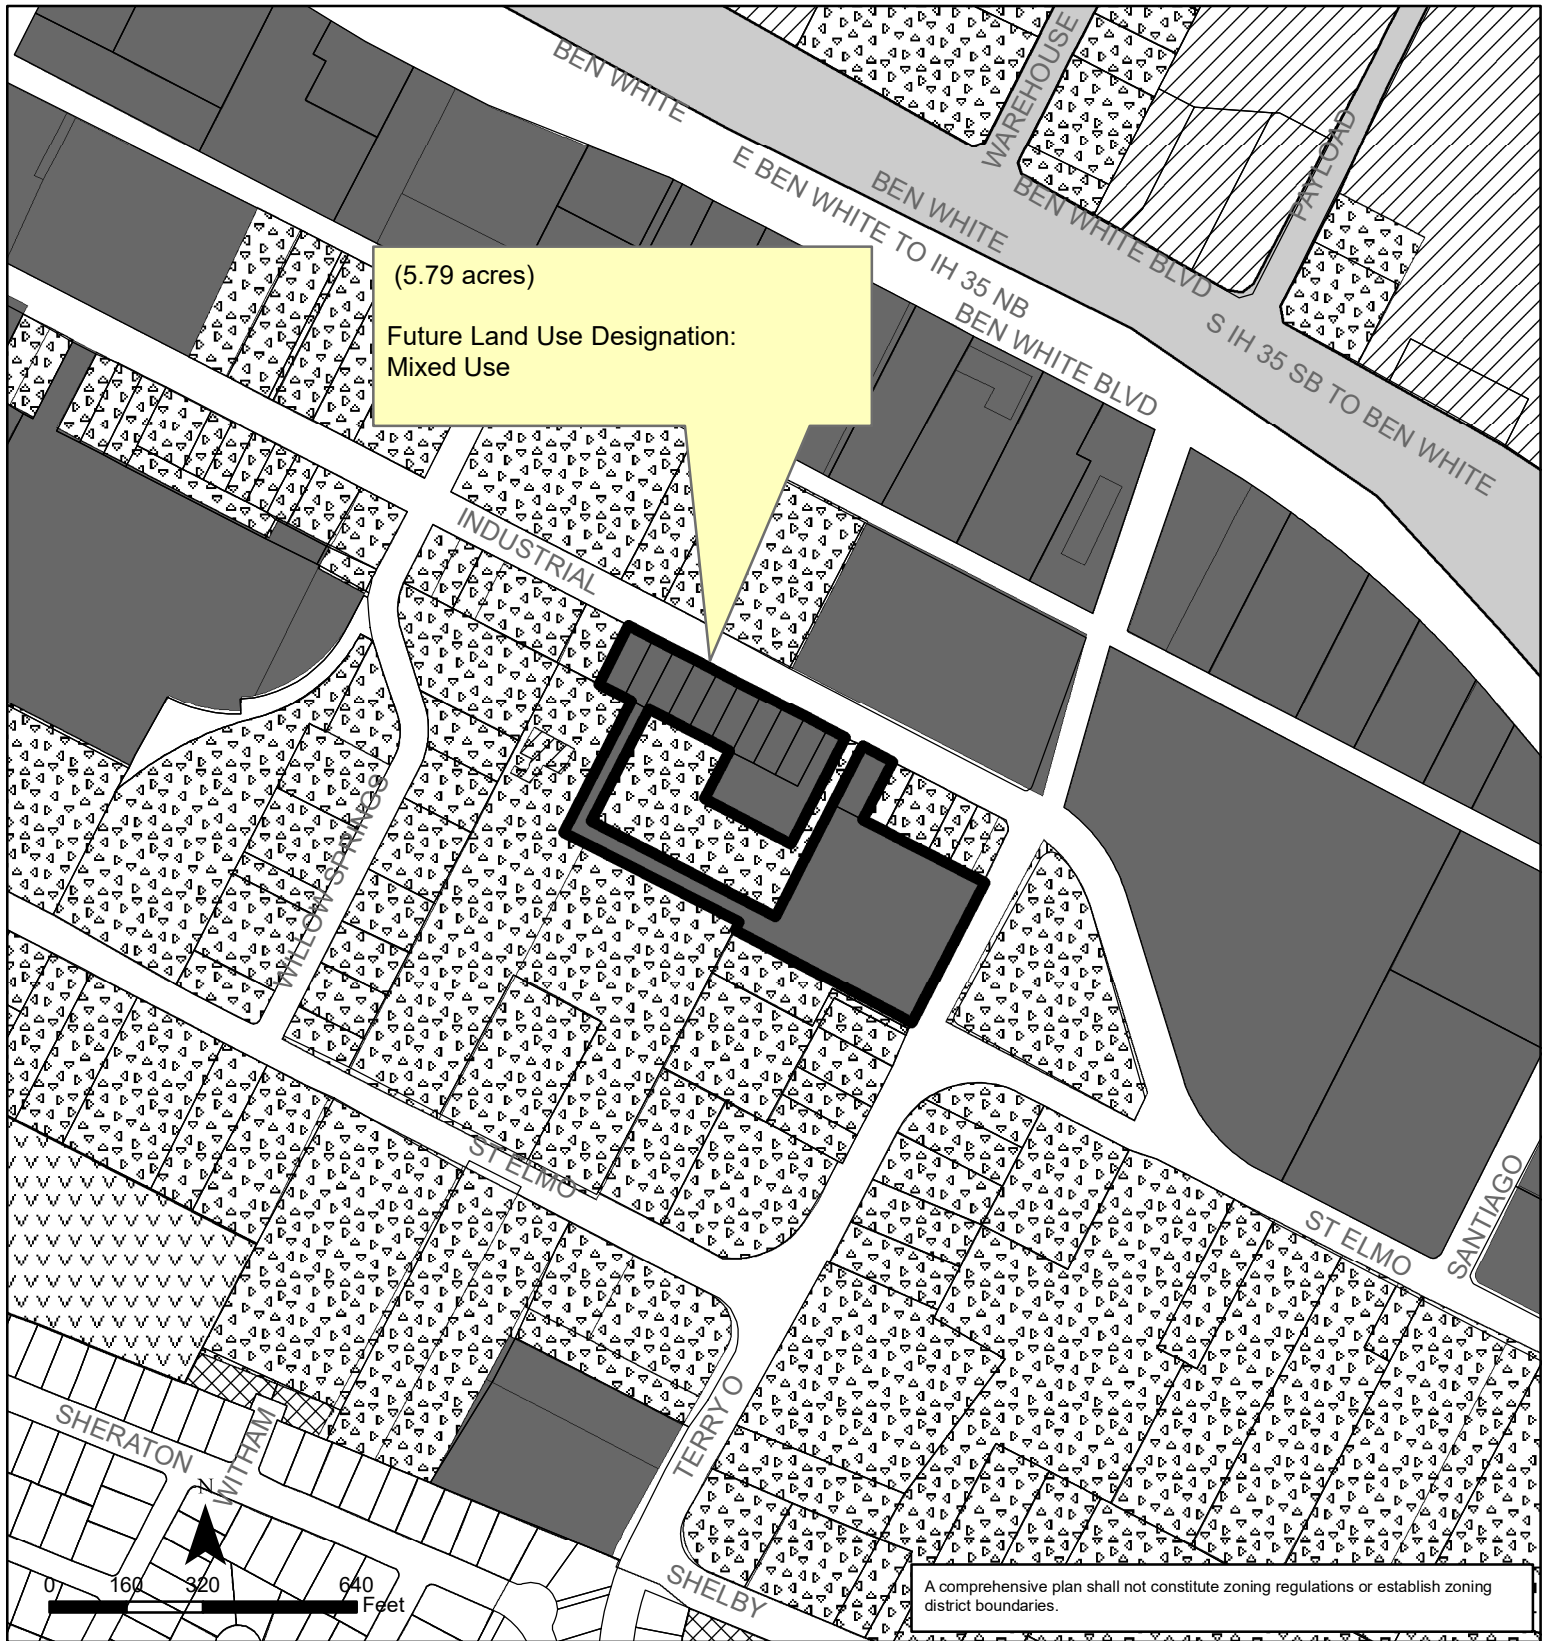 BEN WHITE
WAREHOUSE
PAYLOAD
E BEN WHITE TO IH 35 NB
BEN WHITE
BEN WHITE BLVD
BEN WHITE BLVD
S IH 35 SB TO BEN WHITE
(5.79 acres)
Future Land Use Designation:
Mixed Use
INDUSTRIAL
WILLOW SPRINGS
ST ELMO
ST ELMO
SANTIAGO
TERRY O
SHERATON
WITHAM
SHELBY
N
0 160 320 640
Feet
A comprehensive plan shall not constitute zoning regulations or establish zoning
district boundaries.